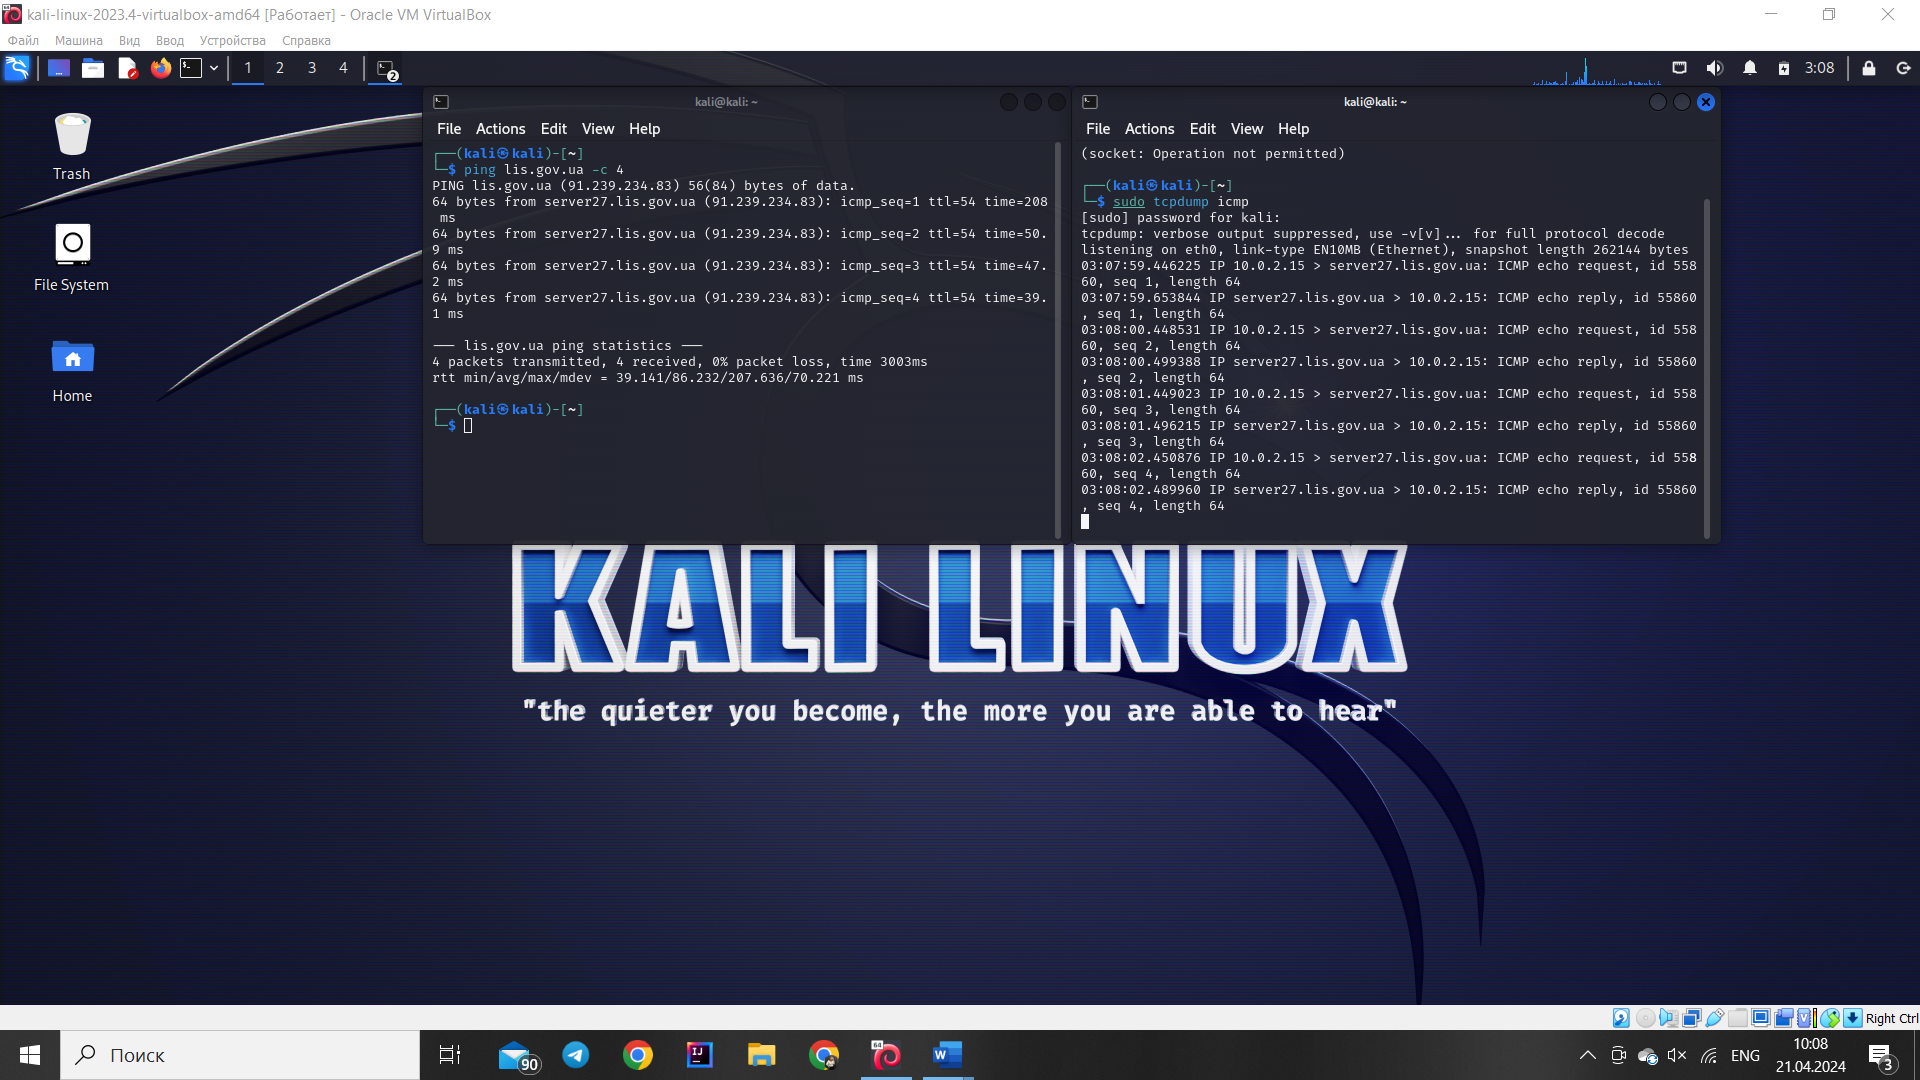 kali-linux-2023.4-virtualbox-amd64 [Работает] - Oracle VM VirtualBox
Файл Машина Вид Ввод Устройства Справка
1 2 3 4 2 3:08
Trash
File System
Home
kali@kali: ~
File Actions Edit View Help
┌──(kali㉿kali)-[~]
└─$ ping lis.gov.ua -c 4
PING lis.gov.ua (91.239.234.83) 56(84) bytes of data.
64 bytes from server27.lis.gov.ua (91.239.234.83): icmp_seq=1 ttl=54 time=208
ms
64 bytes from server27.lis.gov.ua (91.239.234.83): icmp_seq=2 ttl=54 time=50.
9 ms
64 bytes from server27.lis.gov.ua (91.239.234.83): icmp_seq=3 ttl=54 time=47.
2 ms
64 bytes from server27.lis.gov.ua (91.239.234.83): icmp_seq=4 ttl=54 time=39.
1 ms
--- lis.gov.ua ping statistics ---
4 packets transmitted, 4 received, 0% packet loss, time 3003ms
rtt min/avg/max/mdev = 39.141/86.232/207.636/70.221 ms
┌──(kali㉿kali)-[~]
└─$
kali@kali: ~
File Actions Edit View Help
(socket: Operation not permitted)
┌──(kali㉿kali)-[~]
└─$ sudo tcpdump icmp
[sudo] password for kali:
tcpdump: verbose output suppressed, use -v[v]... for full protocol decode
listening on eth0, link-type EN10MB (Ethernet), snapshot length 262144 bytes
03:07:59.446225 IP 10.0.2.15 > server27.lis.gov.ua: ICMP echo request, id 558
60, seq 1, length 64
03:07:59.653844 IP server27.lis.gov.ua > 10.0.2.15: ICMP echo reply, id 55860
, seq 1, length 64
03:08:00.448531 IP 10.0.2.15 > server27.lis.gov.ua: ICMP echo request, id 558
60, seq 2, length 64
03:08:00.499388 IP server27.lis.gov.ua > 10.0.2.15: ICMP echo reply, id 55860
, seq 2, length 64
03:08:01.449023 IP 10.0.2.15 > server27.lis.gov.ua: ICMP echo request, id 558
60, seq 3, length 64
03:08:01.496215 IP server27.lis.gov.ua > 10.0.2.15: ICMP echo reply, id 55860
, seq 3, length 64
03:08:02.450876 IP 10.0.2.15 > server27.lis.gov.ua: ICMP echo request, id 558
60, seq 4, length 64
03:08:02.489960 IP server27.lis.gov.ua > 10.0.2.15: ICMP echo reply, id 55860
, seq 4, length 64
KALI LINUX
"the quieter you become, the more you are able to hear"
Right Ctrl
Поиск
90
ENG
10:08
21.04.2024
3